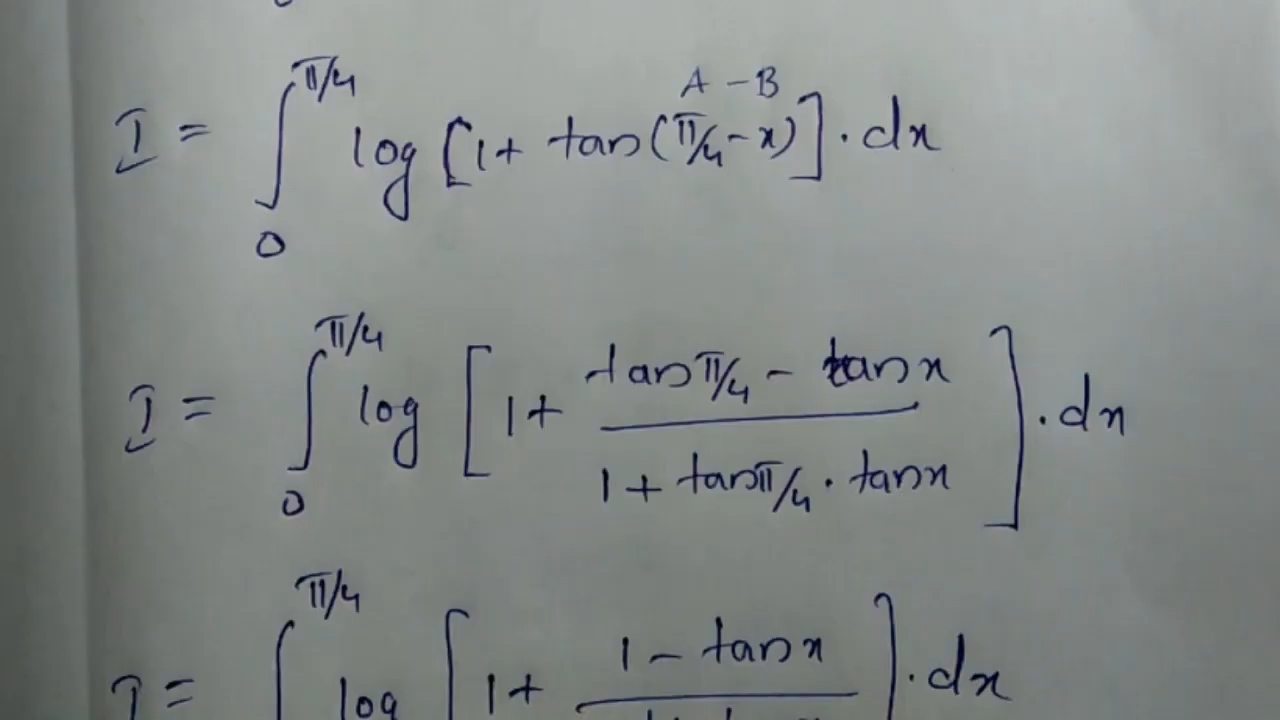 A - B
I = ∫₀^{π/4} log [1 + tan(π/4 - x)] . dx
I = ∫₀^{π/4} log [1 + (tan π/4 - tan x) / (1 + tan π/4 . tan x)] . dx
I = ∫^{π/4} log [1 + (1 - tan x) / ] . dx